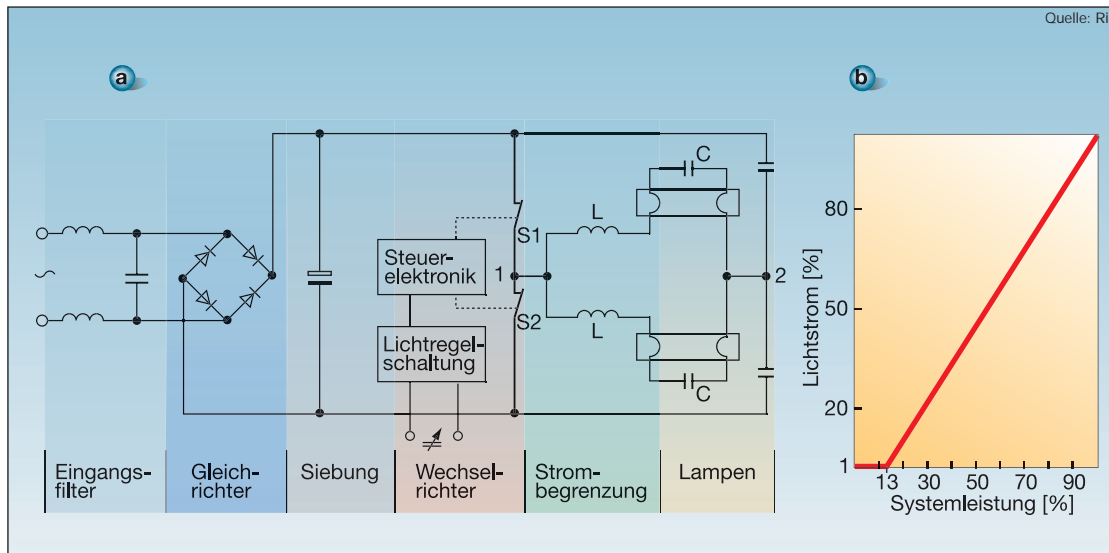 Quelle: Ri
a
b
C
L
S1
Steuer-
elektronik
1
2
S2
L
Lichtregel-
schaltung
C
Eingangs-
filter
Gleich-
richter
Siebung
Wechsel-
richter
Strom-
begrenzung
Lampen
Lichtstrom [%]
80
50
20
1
13 30 50 70 90
Systemleistung [%]